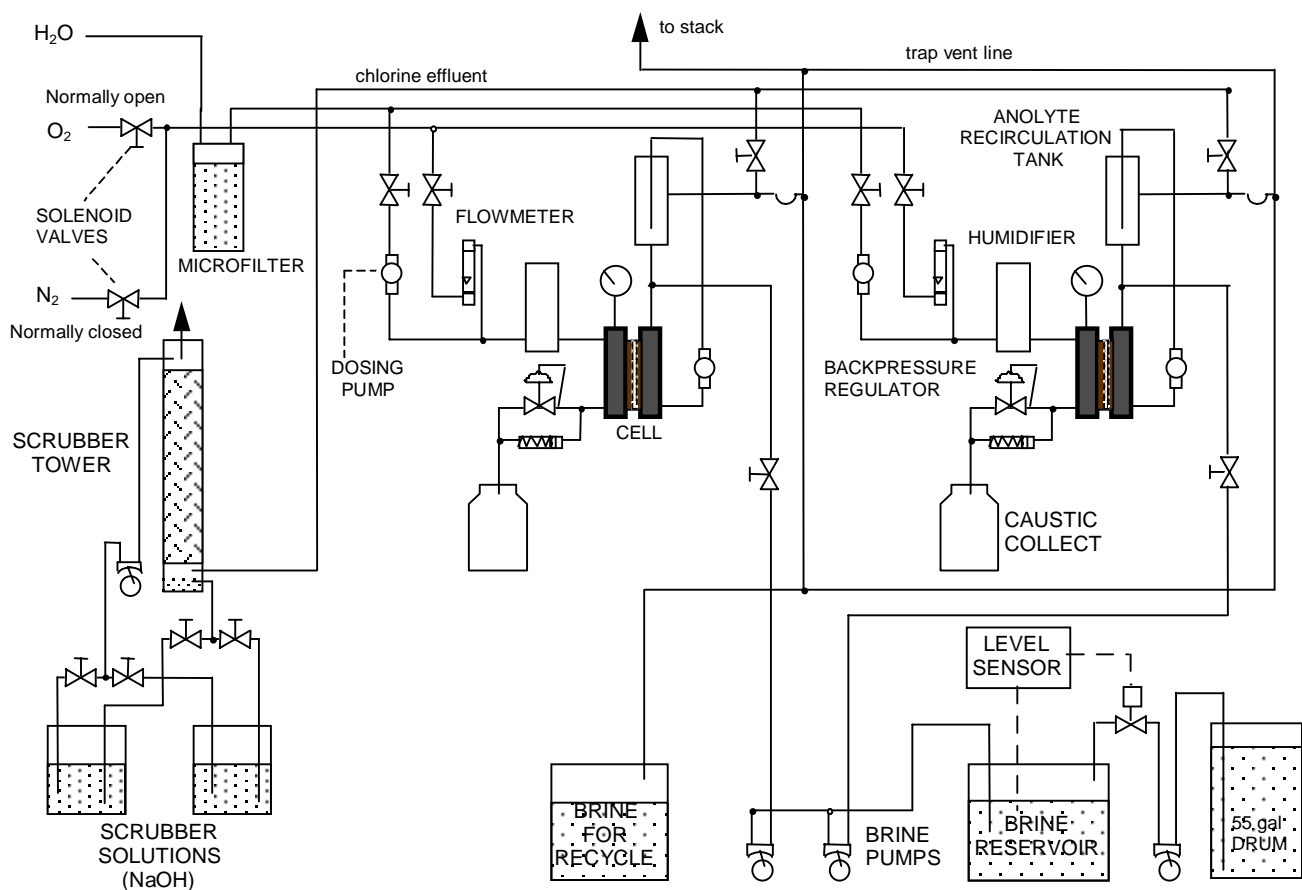 to stack
H₂O
trap vent line
chlorine effluent
Normally open
O₂
ANOLYTE
RECIRCULATION
TANK
SOLENOID
VALVES
FLOWMETER
HUMIDIFIER
MICROFILTER
N₂
Normally closed
DOSING
PUMP
BACKPRESSURE
REGULATOR
CELL
SCRUBBER
TOWER
CAUSTIC
COLLECT
LEVEL
SENSOR
BRINE
FOR
RECYCLE
BRINE
PUMPS
BRINE
RESERVOIR
55 gal
DRUM
SCRUBBER
SOLUTIONS
(NaOH)